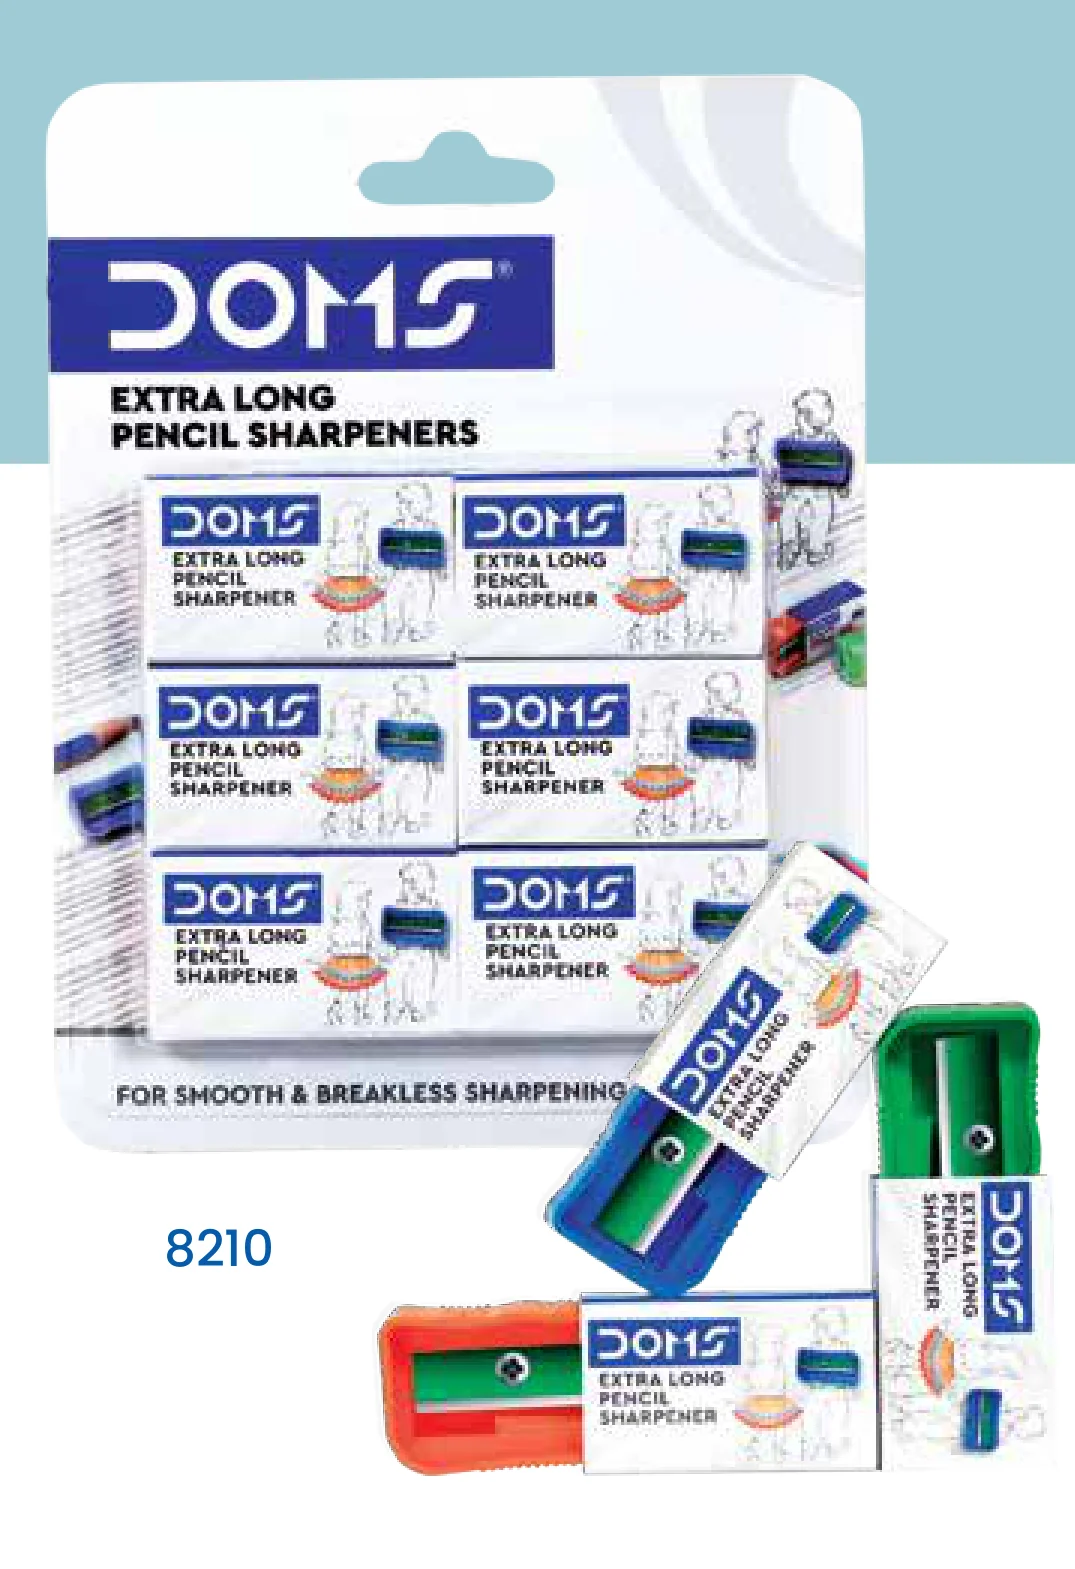 DOMS®
EXTRA LONG
PENCIL SHARPENERS
DOMS
EXTRA LONG
PENCIL
SHARPENER
DOMS
EXTRA LONG
PENCIL
SHARPENER
DOMS
EXTRA LONG
PENCIL
SHARPENER
DOMS
EXTRA LONG
PENCIL
SHARPENER
DOMS
EXTRA LONG
PENCIL
SHARPENER
DOMS
EXTRA LONG
PENCIL
SHARPENER
FOR SMOOTH & BREAKLESS SHARPENING
DOMS
EXTRA LONG
PENCIL
SHARPENER
DOMS
EXTRA LONG
PENCIL
SHARPENER
8210
DOMS
EXTRA LONG
PENCIL
SHARPENER